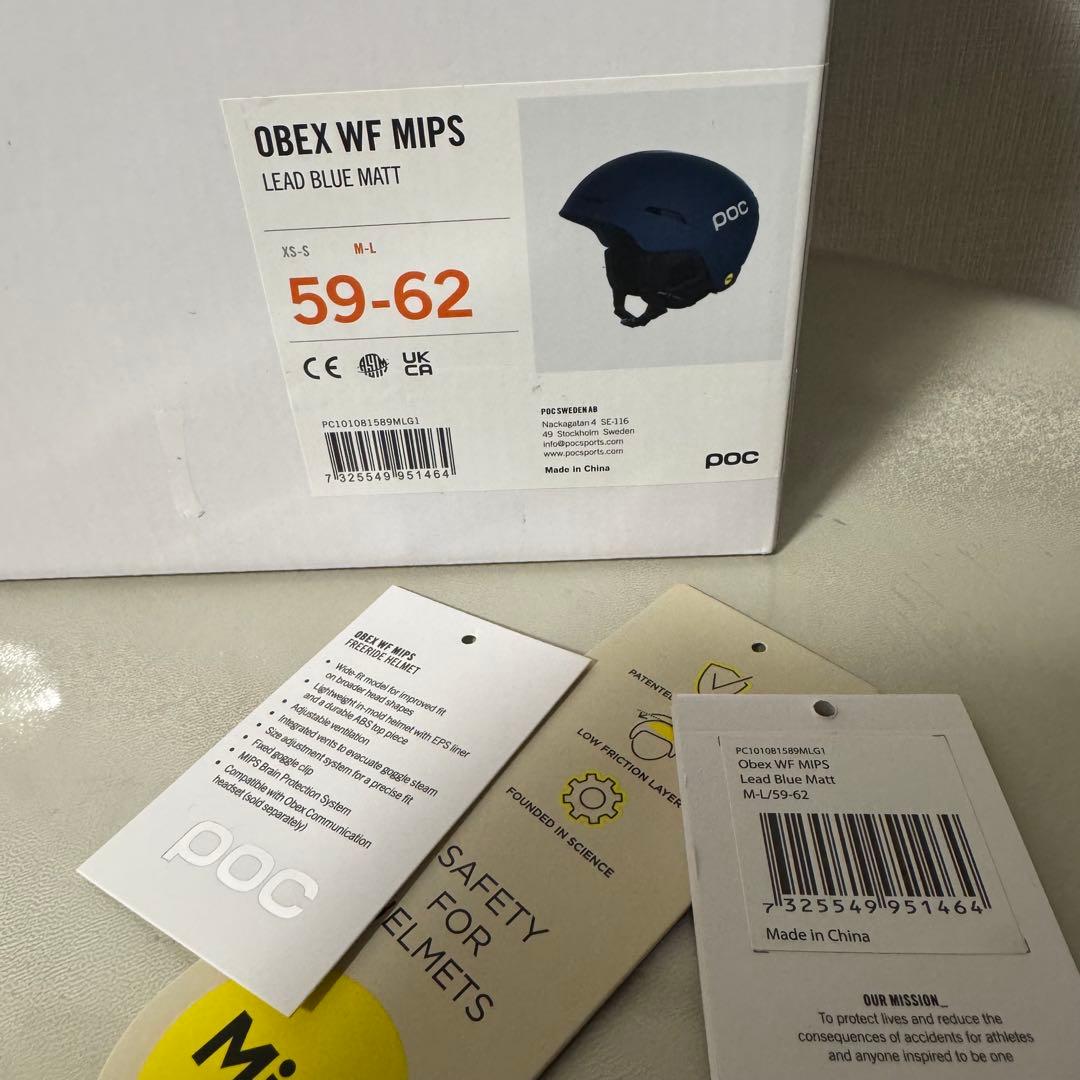 OBEX WF MIPS
LEAD BLUE MATT
XS-S M-L
59-62
CE ASTM UK
CA
PC101081589MLG1
7 325549 951464
poc
POC SWEDEN AB
Nackagatan 4 SE-116
49 Stockholm Sweden
info@pocsports.com
www.pocsports.com
Made in China
poc
OBEX WF MIPS
FREERIDE HELMET
• Wide-fit model for improved fit
on broader head shapes
• Lightweight in-mold helmet with EPS liner
and a durable ABS top piece
• Adjustable ventilation
• Integrated vents to evacuate goggle steam
• Size adjustment system for a precise fit
• Fixed goggle clip
• MIPS Brain Protection System
• Compatible with Obex Communication
headset (sold separately)
poc
PATENTED
LOW FRICTION LAYER
FOUNDED IN SCIENCE
SAFETY
FOR
HELMETS
Mi
PC101081589MLG1
Obex WF MIPS
Lead Blue Matt
M-L/59-62
7 325549 951464
Made in China
OUR MISSION_
To protect lives and reduce the
consequences of accidents for athletes
and anyone inspired to be one